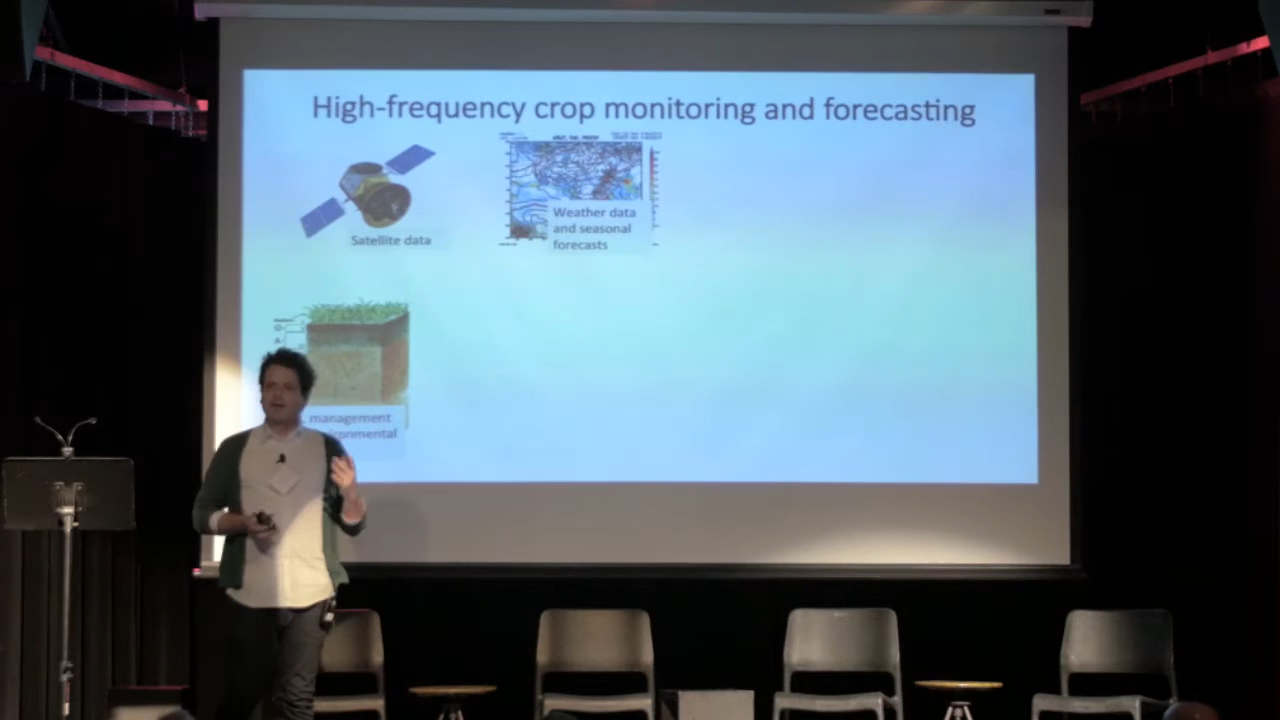 High-frequency crop monitoring and forecasting
Satellite data
Weather data
and seasonal
forecasts
management